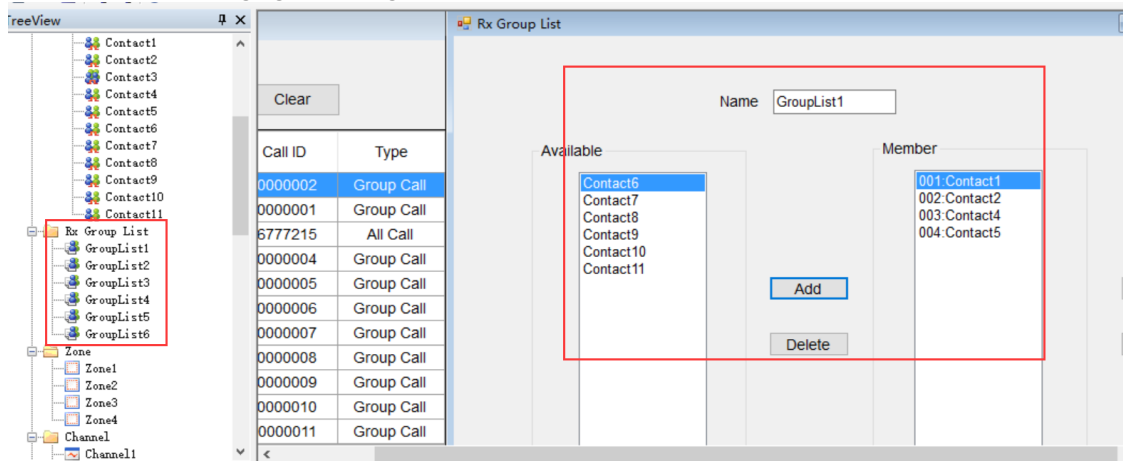 TreeView
Contact1
Contact2
Contact3
Contact4
Contact5
Contact6
Contact7
Contact8
Contact9
Contact10
Contact11
Rx Group List
GroupList1
GroupList2
GroupList3
GroupList4
GroupList5
GroupList6
Zone
Zone1
Zone2
Zone3
Zone4
Channel
Channel1
Clear
Call ID Type
0000002 Group Call
0000001 Group Call
6777215 All Call
0000004 Group Call
0000005 Group Call
0000006 Group Call
0000007 Group Call
0000008 Group Call
0000009 Group Call
0000010 Group Call
0000011 Group Call
Rx Group List
Name GroupList1
Available
Contact6
Contact7
Contact8
Contact9
Contact10
Contact11
Add
Delete
Member
001:Contact1
002:Contact2
003:Contact4
004:Contact5